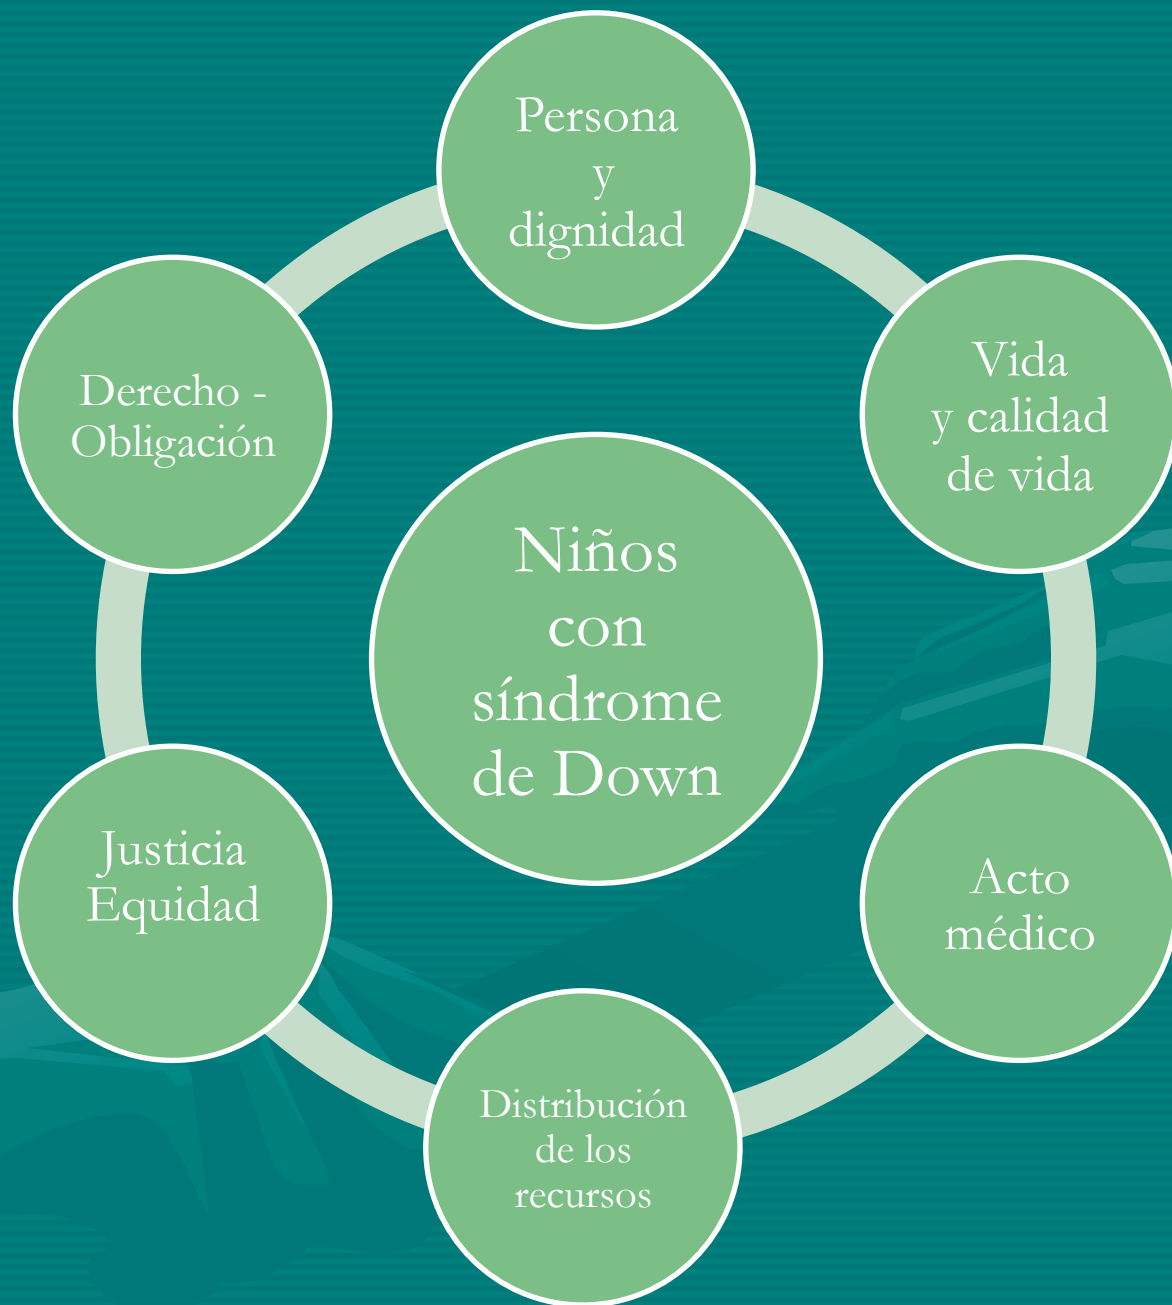 Persona
y
dignidad
Vida
y calidad
de vida
Derecho -
Obligación
Niños
con
síndrome
de Down
Justicia
Equidad
Acto
médico
Distribución
de los
recursos